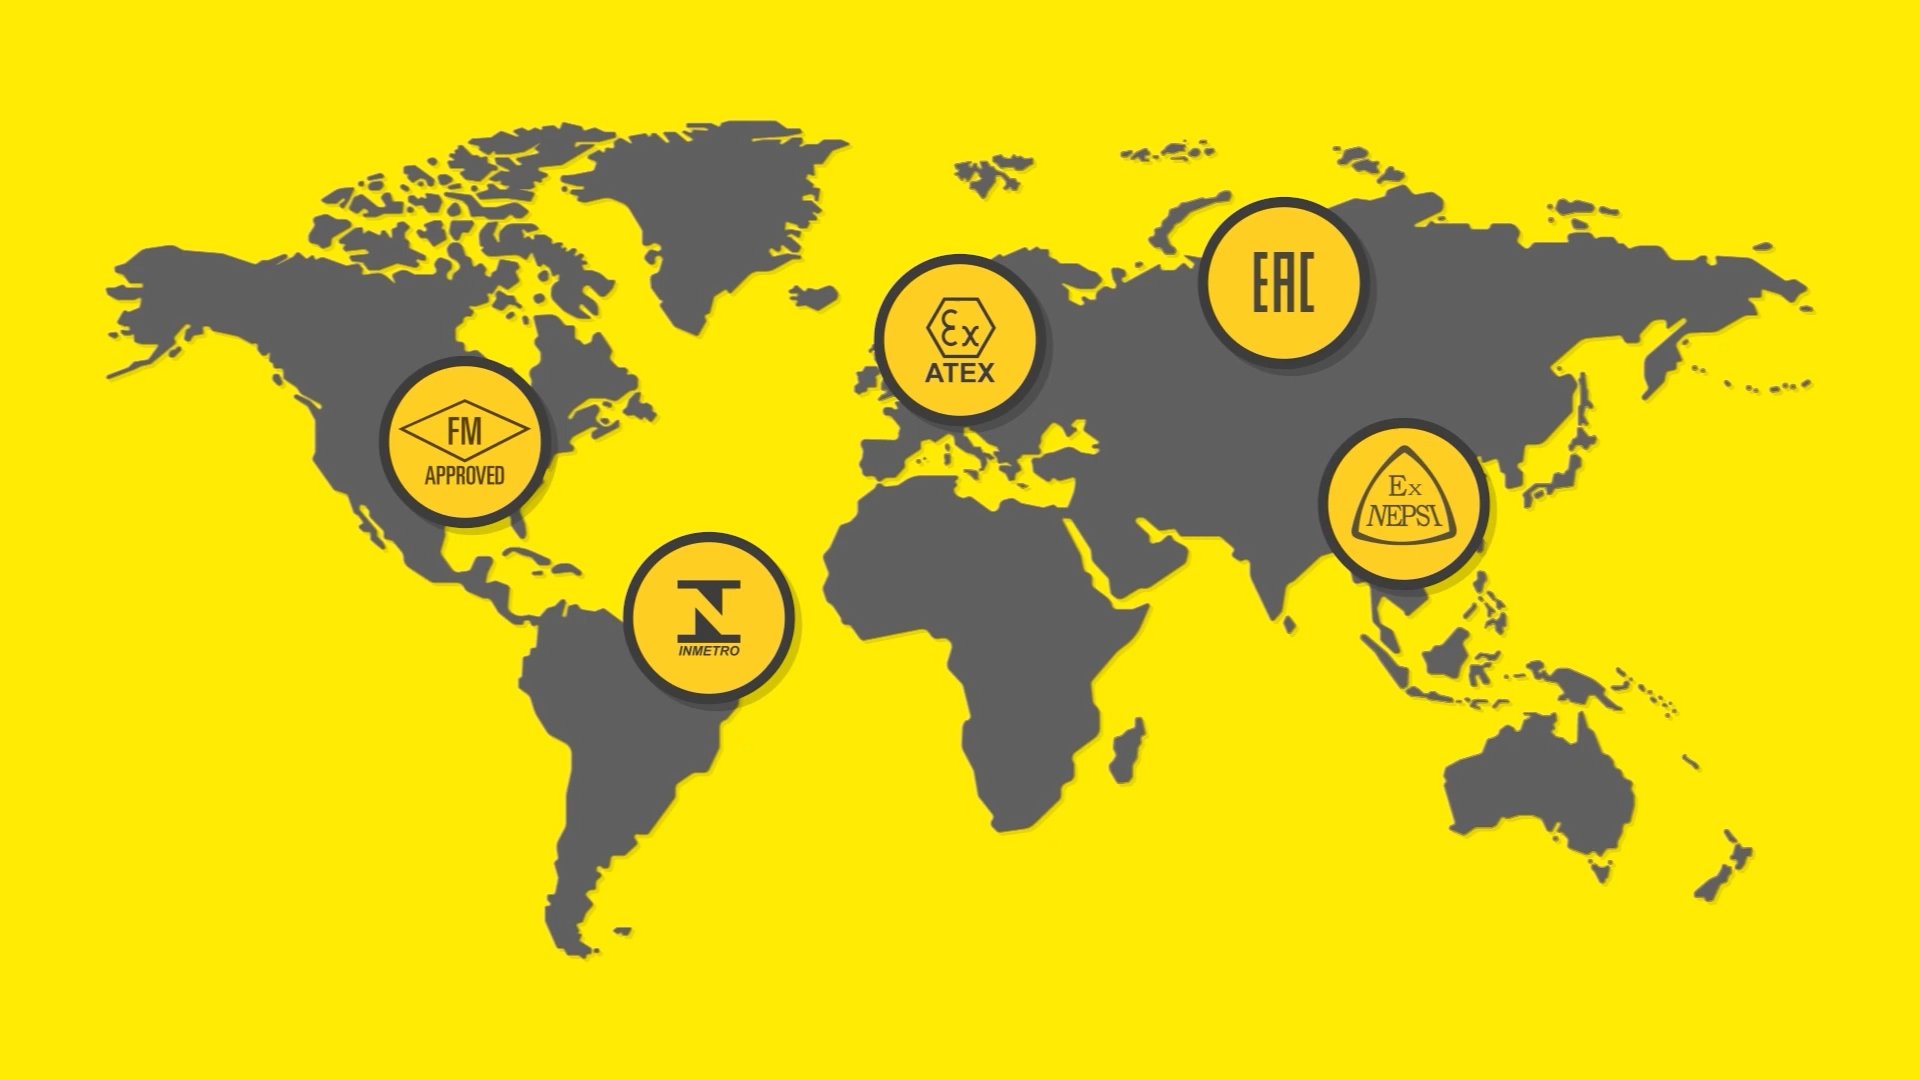 EAC
Ex
ATEX
FM
APPROVED
Ex
NEPSI
INMETRO